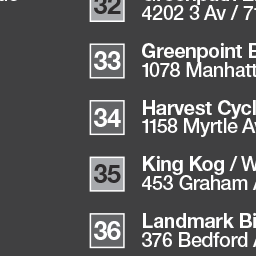 32
4202 3 Av / 7
33 Greenpoint B
1078 Manhatt
34 Harvest Cycl
1158 Myrtle Av
35 King Kog / W
453 Graham A
36 Landmark Bi
376 Bedford A